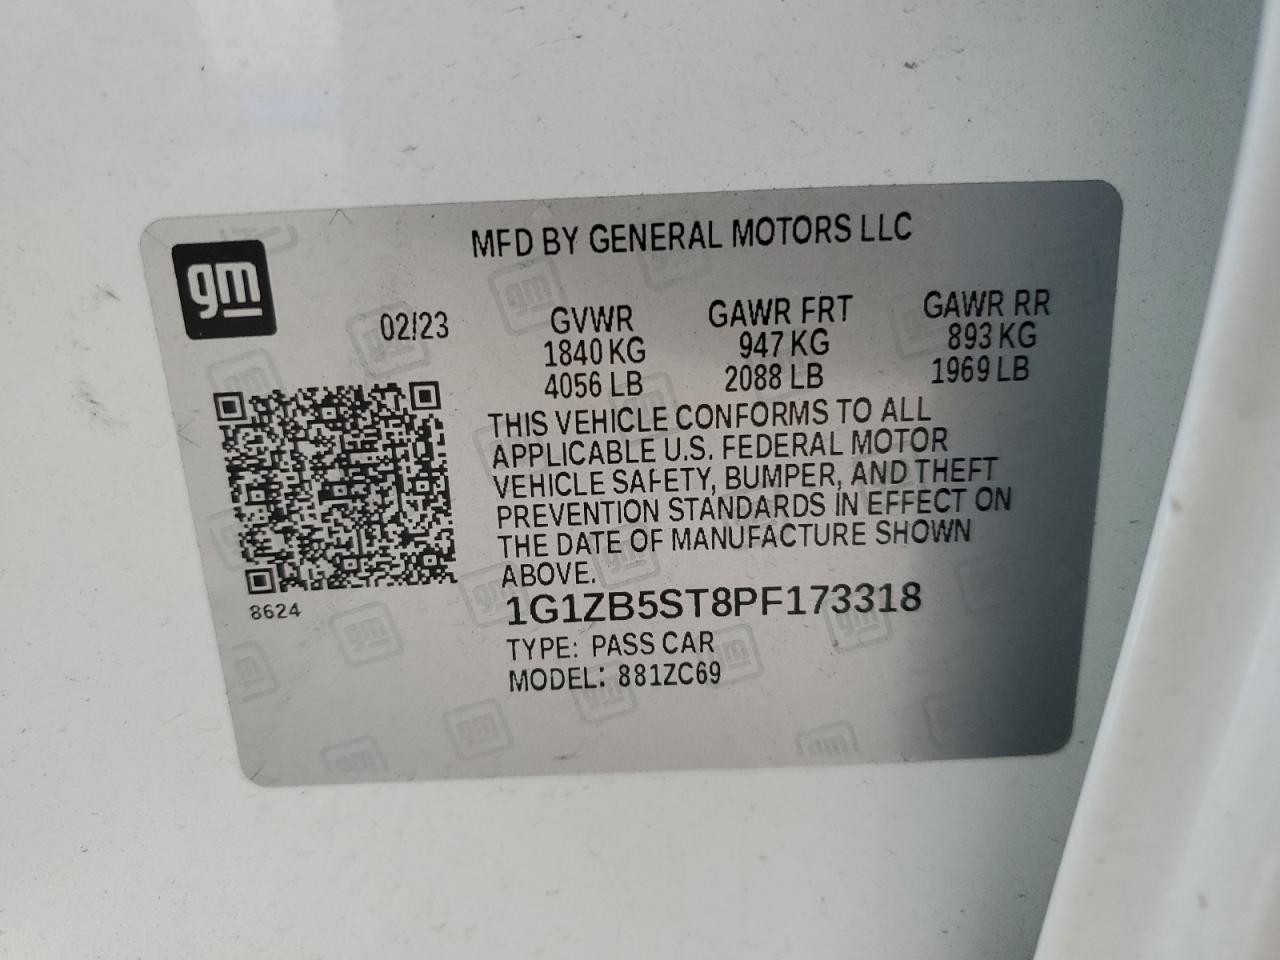 gm
MFD BY GENERAL MOTORS LLC
02/23
GVWR
1840 KG
4056 LB
GAWR FRT
947 KG
2088 LB
GAWR RR
893 KG
1969 LB
THIS VEHICLE CONFORMS TO ALL
APPLICABLE U.S. FEDERAL MOTOR
VEHICLE SAFETY, BUMPER, AND THEFT
PREVENTION STANDARDS IN EFFECT ON
THE DATE OF MANUFACTURE SHOWN
ABOVE.
8624
1G1ZB5ST8PF173318
TYPE: PASS CAR
MODEL: 881ZC69